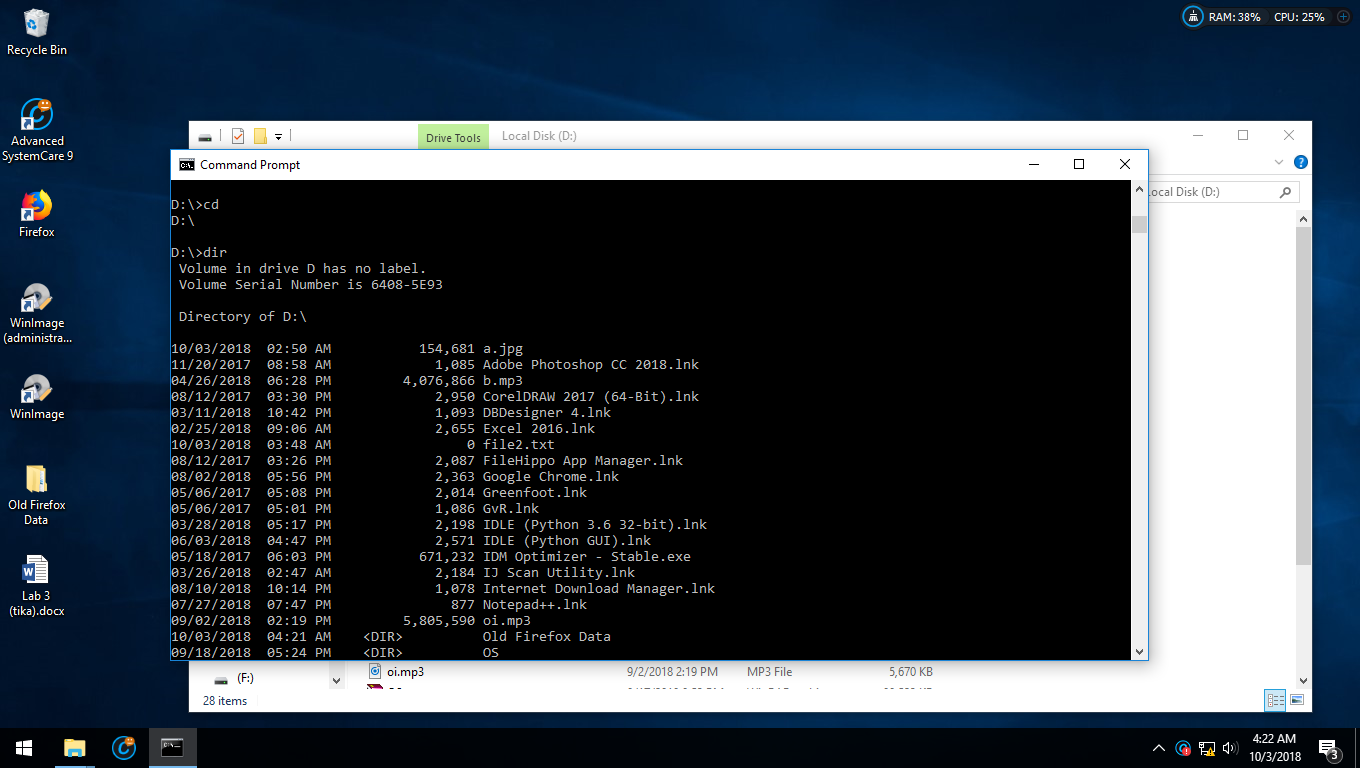 Recycle Bin
RAM: 38% CPU: 25%
Advanced
SystemCare 9
Firefox
WinImage
(administra...
WinImage
Old Firefox
Data
Lab 3
(tika).docx
Drive Tools Local Disk (D:)
Local Disk (D:)
C:\. Command Prompt
D:\>cd
D:\
D:\>dir
Volume in drive D has no label.
Volume Serial Number is 6408-5E93
Directory of D:\
10/03/2018 02:50 AM 154,681 a.jpg
11/20/2017 08:58 AM 1,085 Adobe Photoshop CC 2018.lnk
04/26/2018 06:28 PM 4,076,866 b.mp3
08/12/2017 03:30 PM 2,950 CorelDRAW 2017 (64-Bit).lnk
03/11/2018 10:42 PM 1,093 DBDesigner 4.lnk
02/25/2018 09:06 AM 2,655 Excel 2016.lnk
10/03/2018 03:48 AM 0 file2.txt
08/12/2017 03:26 PM 2,087 FileHippo App Manager.lnk
08/02/2018 05:56 PM 2,363 Google Chrome.lnk
05/06/2017 05:08 PM 2,014 Greenfoot.lnk
05/06/2017 05:01 PM 1,086 GvR.lnk
03/28/2018 05:17 PM 2,198 IDLE (Python 3.6 32-bit).lnk
06/03/2018 04:47 PM 2,571 IDLE (Python GUI).lnk
05/18/2017 06:03 PM 671,232 IDM Optimizer - Stable.exe
03/26/2018 02:47 AM 2,184 IJ Scan Utility.lnk
08/10/2018 10:14 PM 1,078 Internet Download Manager.lnk
07/27/2018 07:47 PM 877 Notepad++.lnk
09/02/2018 02:19 PM 5,805,590 oi.mp3
10/03/2018 04:21 AM <DIR> Old Firefox Data
09/18/2018 05:24 PM <DIR> OS
(F:)
oi.mp3 9/2/2018 2:19 PM MP3 File 5,670 KB
28 items
4:22 AM
10/3/2018
3